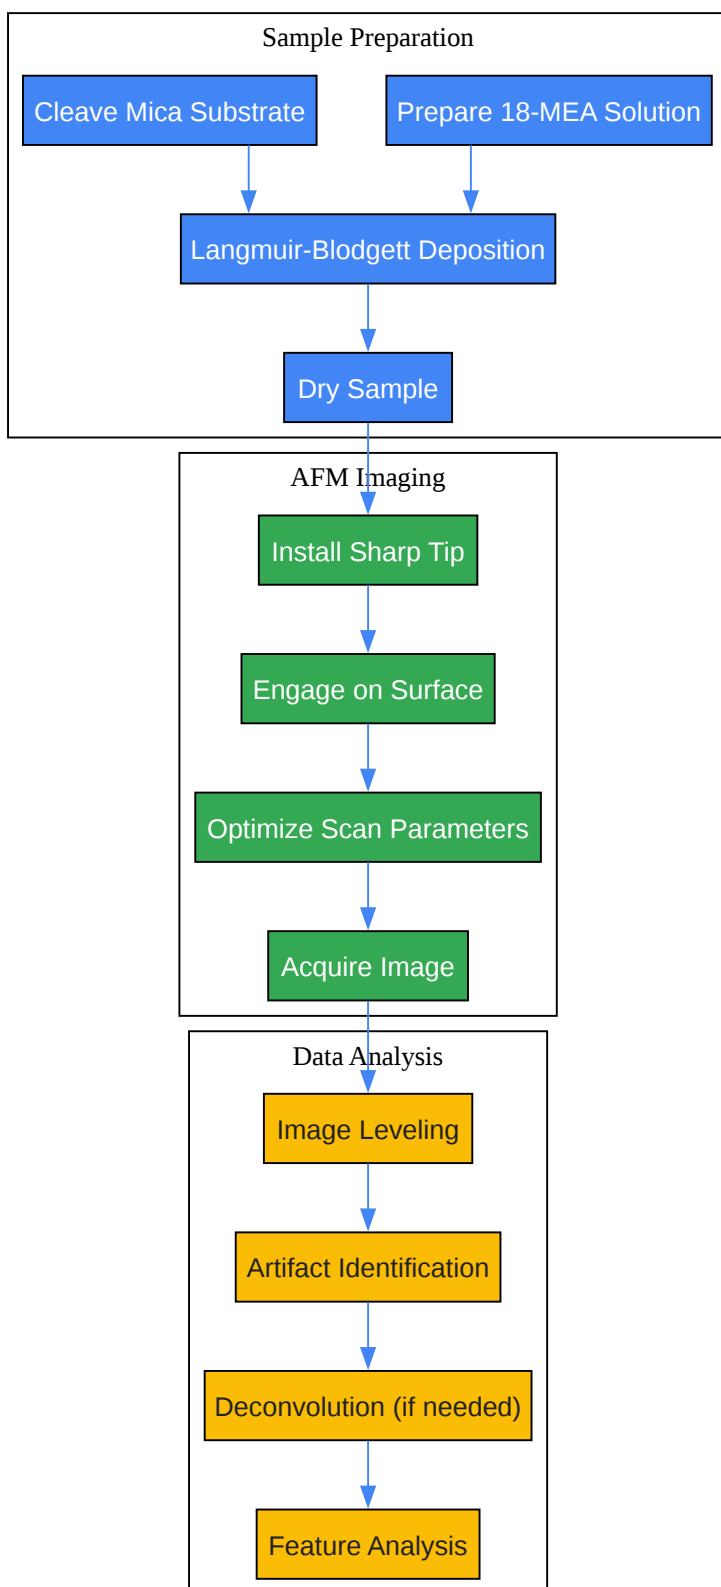 Sample Preparation
Cleave Mica Substrate
Prepare 18-MEA Solution
Langmuir-Blodgett Deposition
Dry Sample
AFM Imaging
Install Sharp Tip
Engage on Surface
Optimize Scan Parameters
Acquire Image
Data Analysis
Image Leveling
Artifact Identification
Deconvolution (if needed)
Feature Analysis